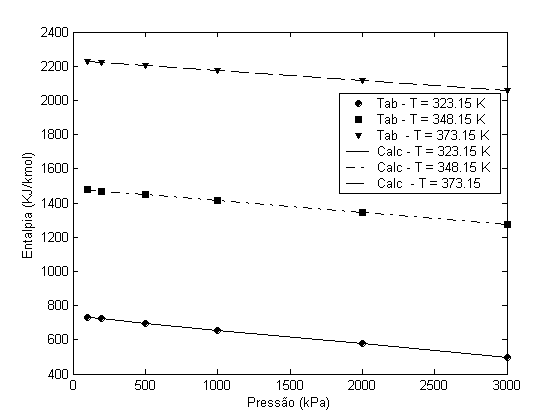 2400
2200
2000
1800
1600
1400
1200
1000
800
600
400
Entalpia (KJ/kmol)
Tab - T = 323.15 K
Tab - T = 348.15 K
Tab - T = 373.15 K
Calc - T = 323.15 K
Calc - T = 348.15 K
Calc - T = 373.15
0 500 1000 1500 2000 2500 3000
Pressão (kPa)